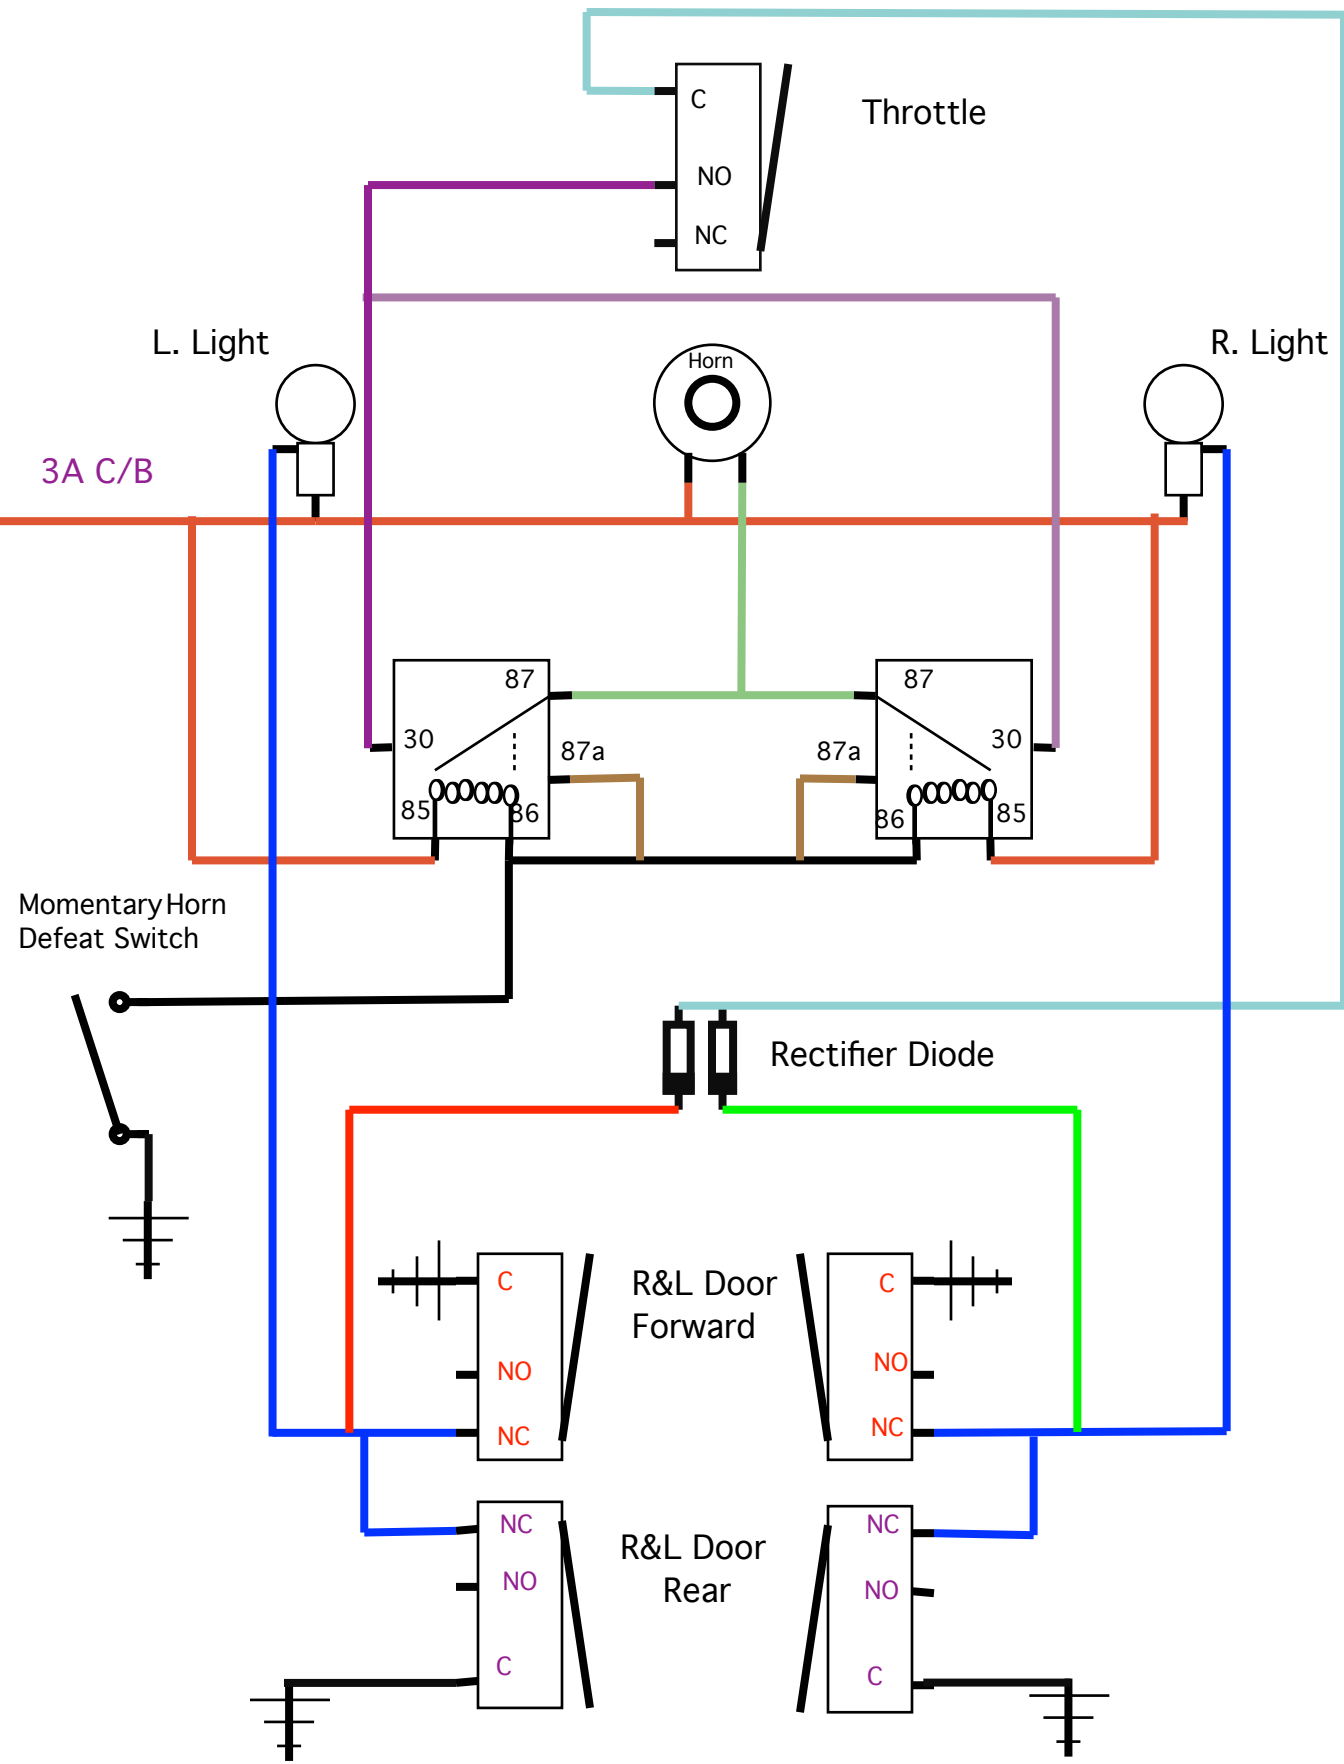 C
Throttle
NO
NC
L. Light
Horn
R. Light
3A C/B
87
87
30
87a
87a
30
85
86
86
85
Momentary Horn
Defeat Switch
Rectifier Diode
C
R&L Door
Forward
C
NO
NO
NC
NC
NC
NC
R&L Door
Rear
NO
NO
C
C